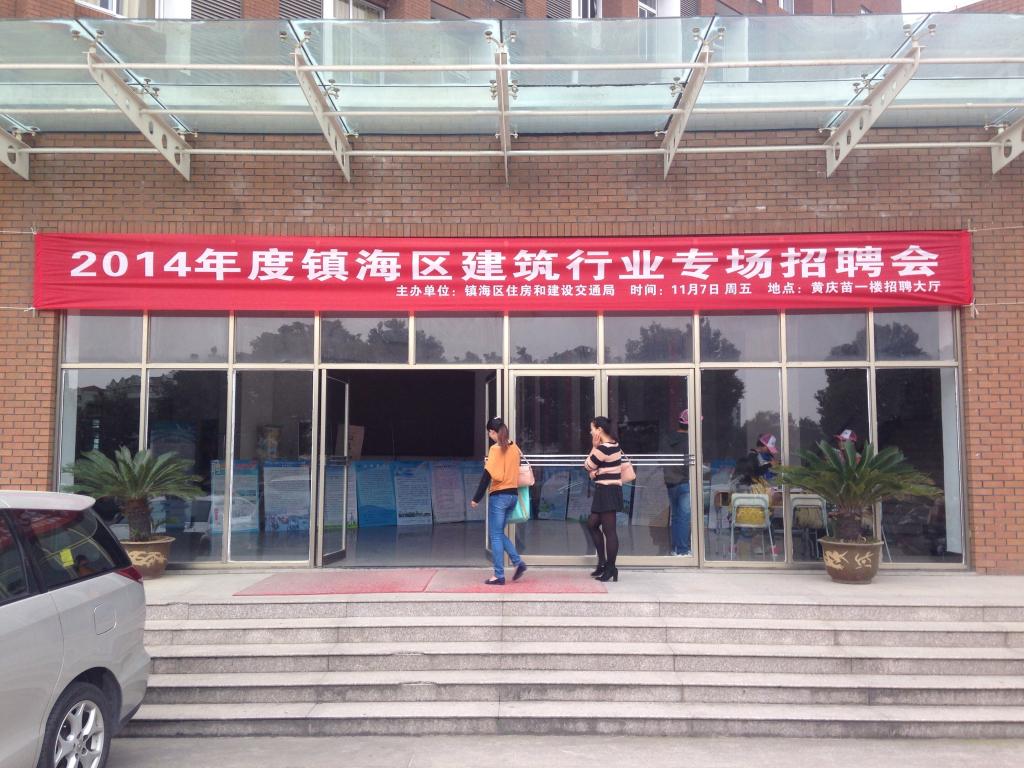 2014年度镇海区建筑行业专场招聘会
主办单位：镇海区住房和建设交通局 时间：11月7日 周五 地点：黄庆苗一楼招聘大厅